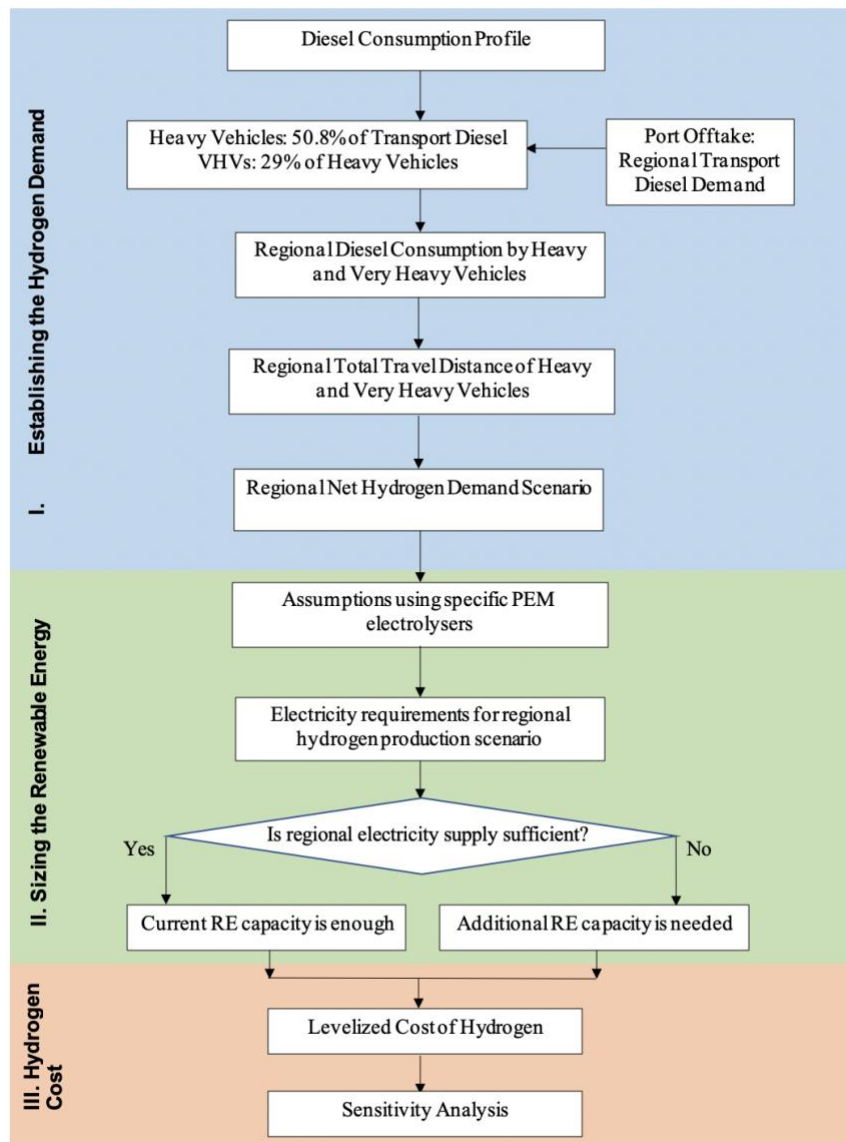 Diesel Consumption Profile
Heavy Vehicles: 50.8% of Transport Diesel
VHVs: 29% of Heavy Vehicles
Port Offtake:
Regional Transport
Diesel Demand
Regional Diesel Consumption by Heavy
and Very Heavy Vehicles
Regional Total Travel Distance of Heavy
and Very Heavy Vehicles
Regional Net Hydrogen Demand Scenario
I. Establishing the Hydrogen Demand
Assumptions using specific PEM
electrolysers
Electricity requirements for regional
hydrogen production scenario
Is regional electricity supply sufficient?
Yes
No
Current RE capacity is enough
Additional RE capacity is needed
II. Sizing the Renewable Energy
Levelized Cost of Hydrogen
Sensitivity Analysis
III. Hydrogen
Cost